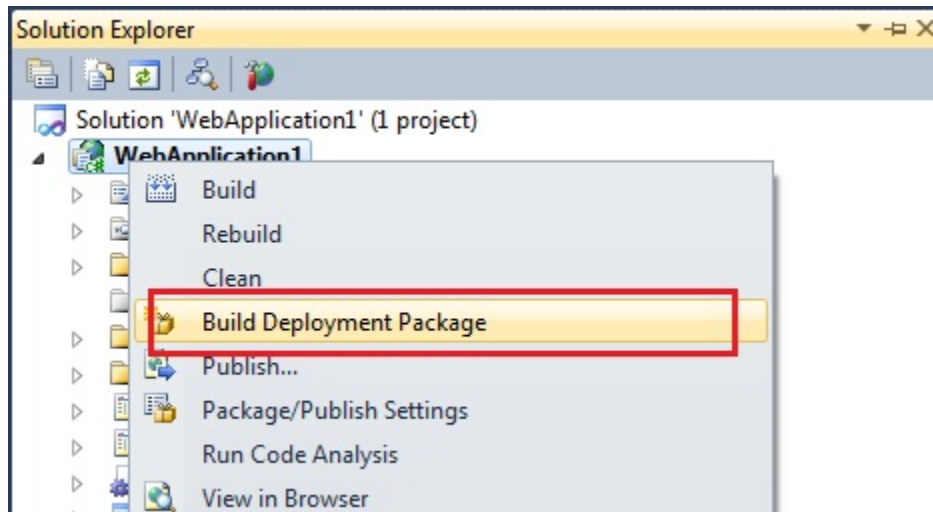 Solution Explorer
Solution 'WebApplication1' (1 project)
WebApplication1
Build
Rebuild
Clean
Build Deployment Package
Publish...
Package/Publish Settings
Run Code Analysis
View in Browser